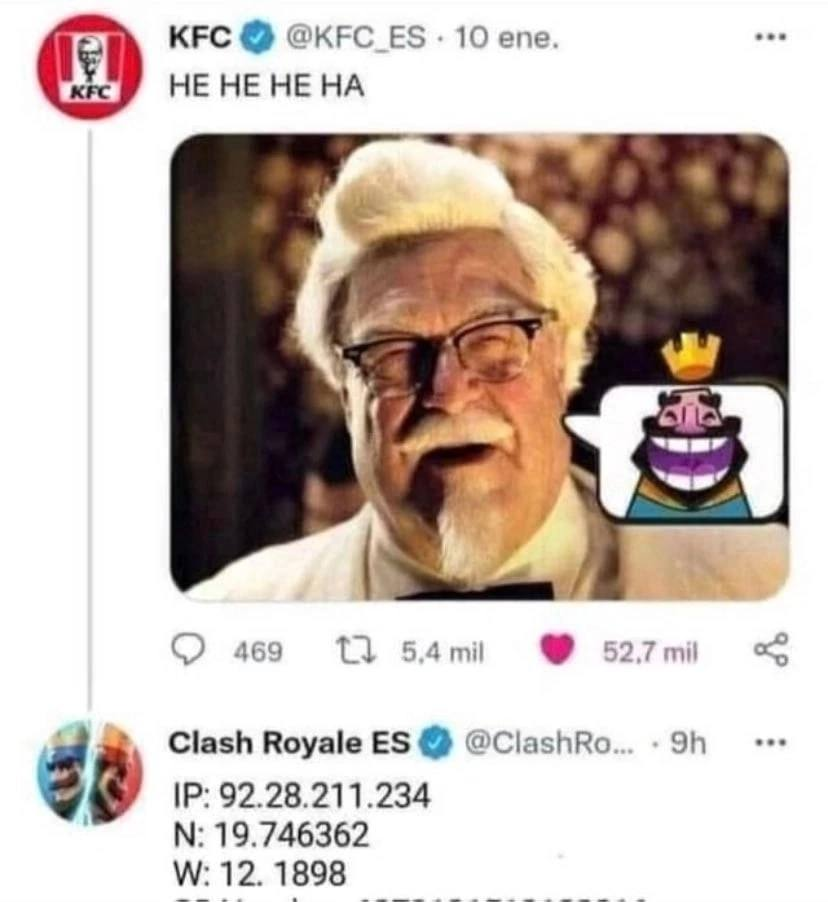 KFC @KFC_ES · 10 ene.
KFC
HE HE HE HA
469 5,4 mil 52,7 mil
Clash Royale ES @ClashRo... · 9h
IP: 92.28.211.234
N: 19.746362
W: 12. 1898